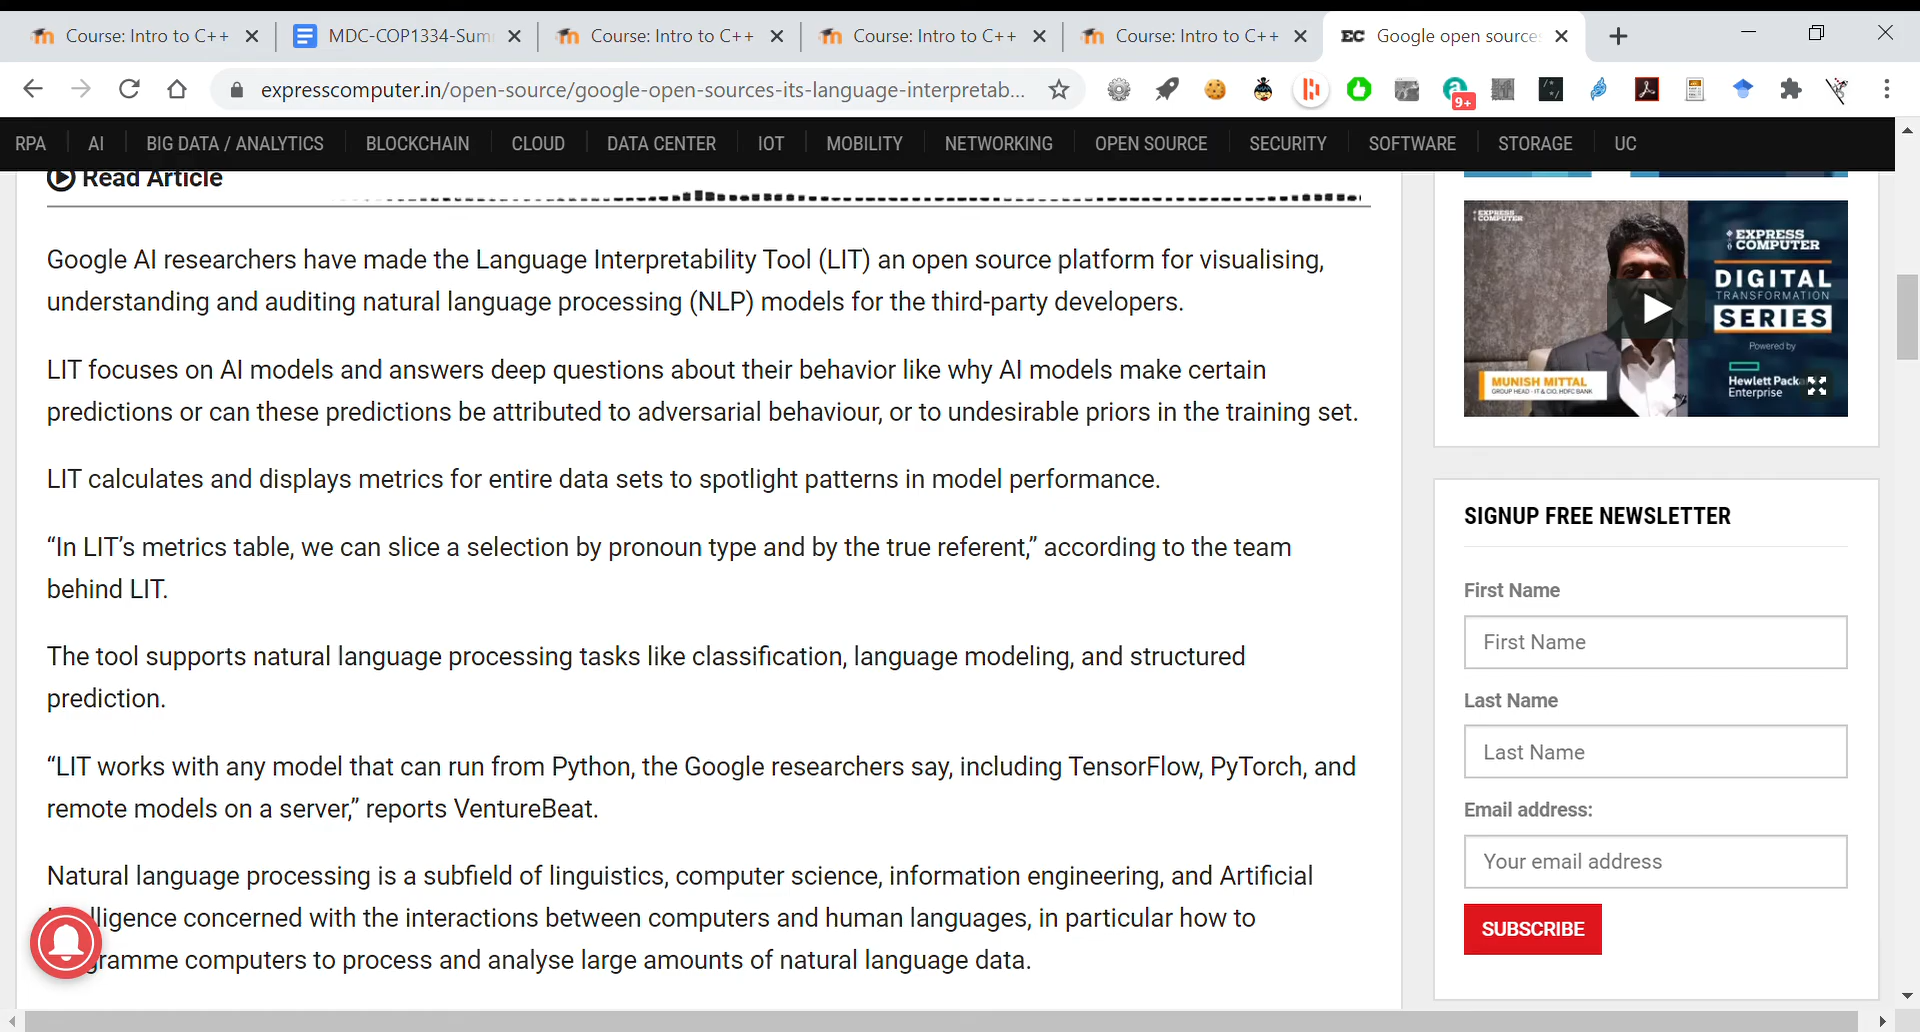 Course: Intro to C++
MDC-COP1334-Sum
Course: Intro to C++
Course: Intro to C++
Course: Intro to C++
EC Google open sources
expresscomputer.in/open-source/google-open-sources-its-language-interpretab...
9+
RPA AI BIG DATA / ANALYTICS BLOCKCHAIN CLOUD DATA CENTER IOT MOBILITY NETWORKING OPEN SOURCE SECURITY SOFTWARE STORAGE UC
Read Article
Google AI researchers have made the Language Interpretability Tool (LIT) an open source platform for visualising,
understanding and auditing natural language processing (NLP) models for the third-party developers.
LIT focuses on AI models and answers deep questions about their behavior like why AI models make certain
predictions or can these predictions be attributed to adversarial behaviour, or to undesirable priors in the training set.
LIT calculates and displays metrics for entire data sets to spotlight patterns in model performance.
“In LIT’s metrics table, we can slice a selection by pronoun type and by the true referent,” according to the team
behind LIT.
The tool supports natural language processing tasks like classification, language modeling, and structured
prediction.
“LIT works with any model that can run from Python, the Google researchers say, including TensorFlow, PyTorch, and
remote models on a server,” reports VentureBeat.
Natural language processing is a subfield of linguistics, computer science, information engineering, and Artificial
lligence concerned with the interactions between computers and human languages, in particular how to
gramme computers to process and analyse large amounts of natural language data.
EXPRESS
COMPUTER
EXPRESS
COMPUTER
DIGITAL
TRANSFORMATION
SERIES
Powered by
Hewlett Packa
Enterprise
MUNISH MITTAL
GROUP HEAD - IT & CIO, HDFC BANK
SIGNUP FREE NEWSLETTER
First Name
First Name
Last Name
Last Name
Email address:
Your email address
SUBSCRIBE